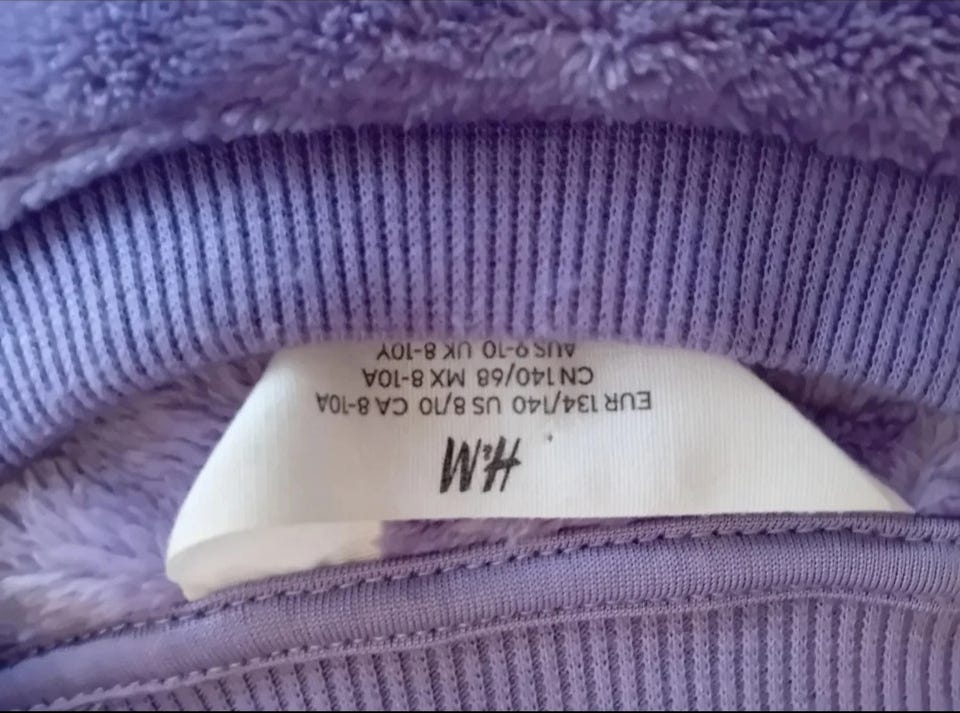 H&M
EUR 134/140 US 8/10 CA 8-10A
CN 140/68 MX 8-10A
AUS 9-10 UK 8-10Y